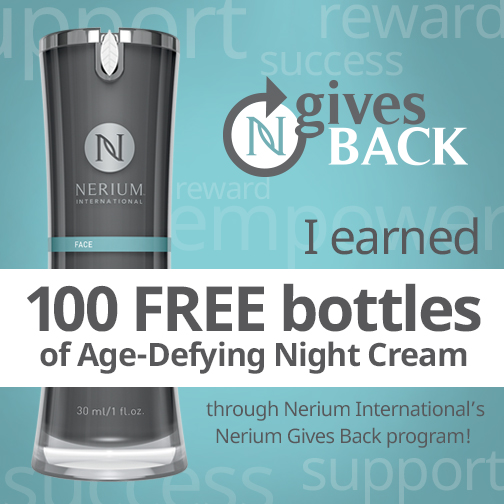 upport
reward
success
gives
BACK
N
N
NERIUM
INTERNATIONAL
reward
empower
FACE
I earned
100 FREE bottles
of Age-Defying Night Cream
30 ml/1 fl.oz.
through Nerium International's
Nerium Gives Back program!
support
success